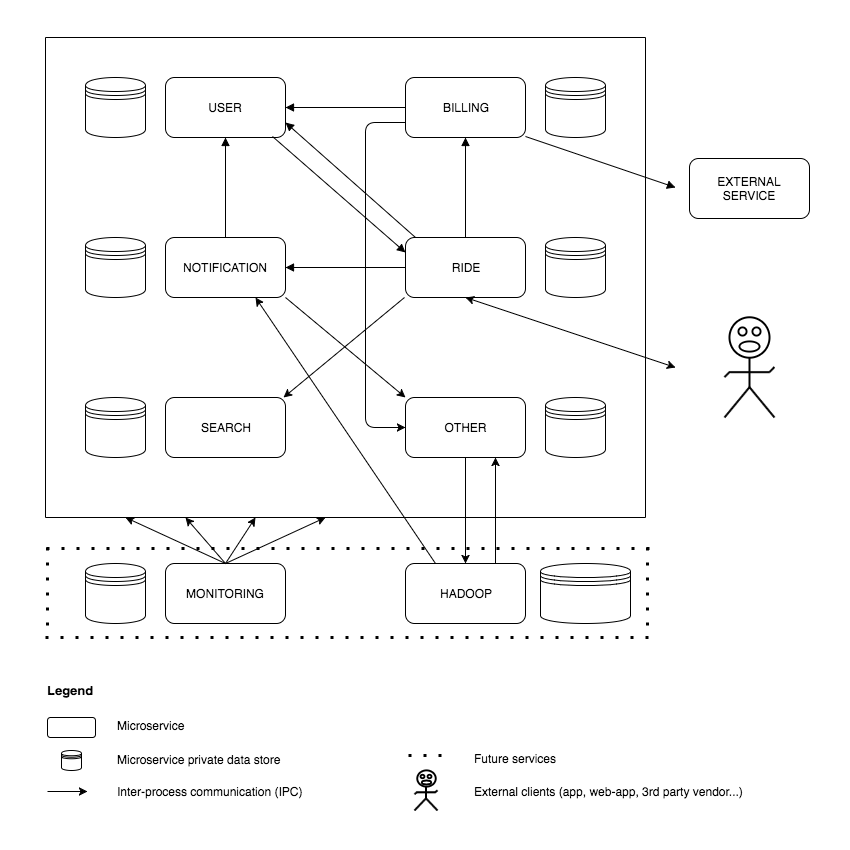 USER
BILLING
EXTERNAL
SERVICE
NOTIFICATION
RIDE
SEARCH
OTHER
MONITORING
HADOOP
Legend
Microservice
Microservice private data store
Future services
Inter-process communication (IPC)
External clients (app, web-app, 3rd party vendor...)